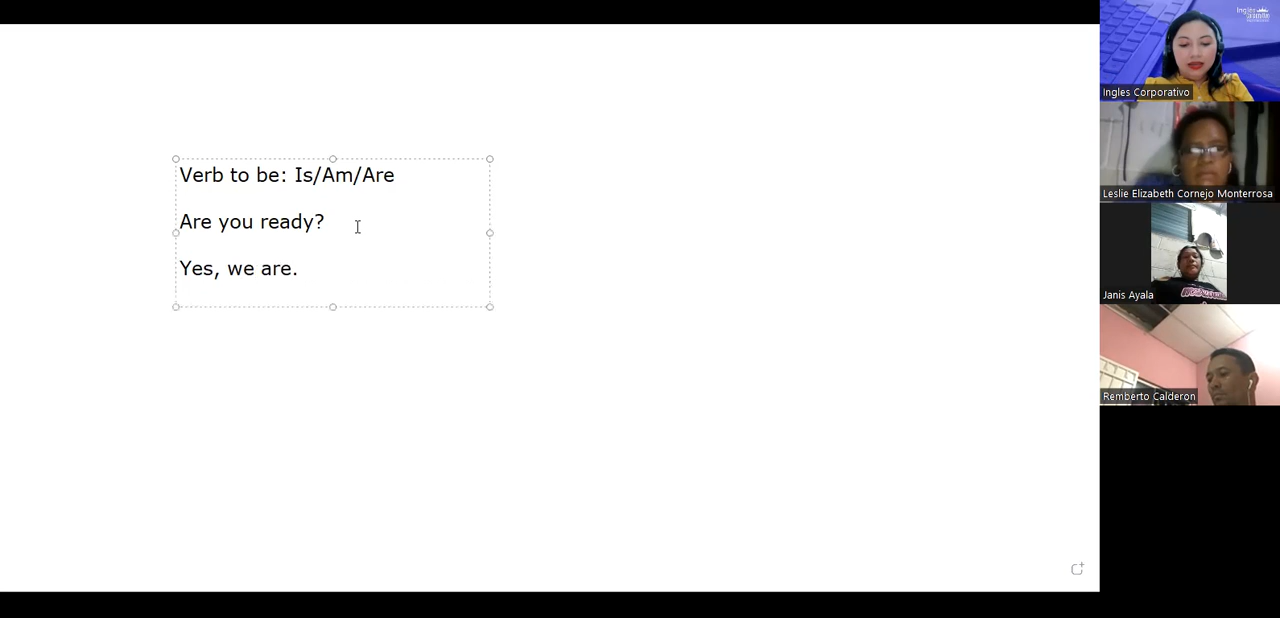 Verb to be: Is/Am/Are
Are you ready?
Yes, we are.
Ingles Corporativo
Leslie Elizabeth Cornejo Monterrosa
Janis Ayala
Remberto Calderon